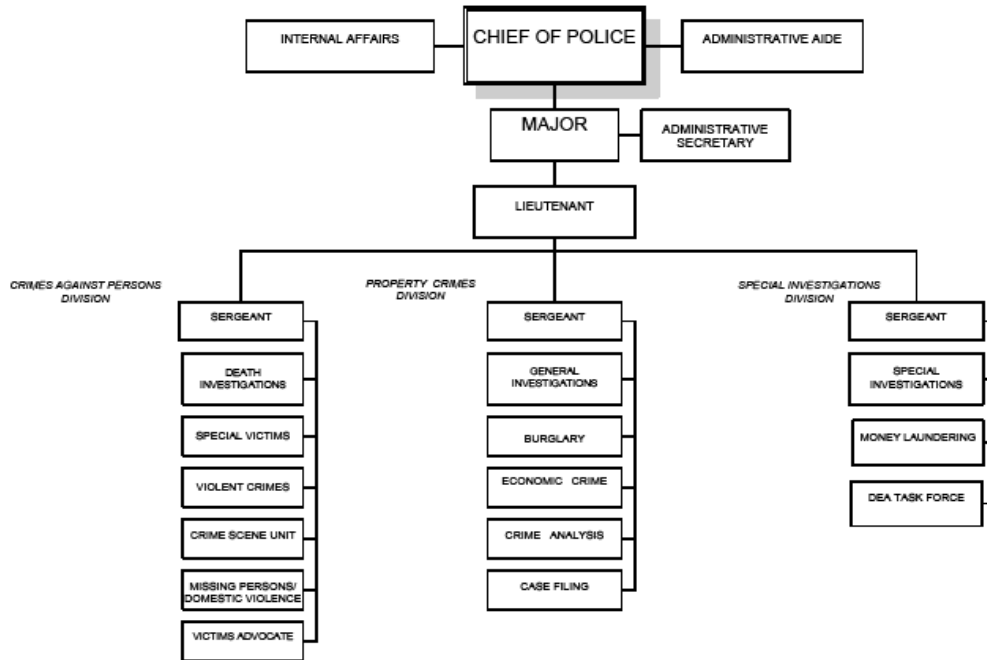 INTERNAL AFFAIRS
CHIEF OF POLICE
ADMINISTRATIVE AIDE
MAJOR
ADMINISTRATIVE
SECRETARY
LIEUTENANT
CRIMES AGAINST PERSONS
DIVISION
SERGEANT
DEATH
INVESTIGATIONS
SPECIAL VICTIMS
VIOLENT CRIMES
CRIME SCENE UNIT
MISSING PERSONS/
DOMESTIC VIOLENCE
VICTIMS ADVOCATE
PROPERTY CRIMES
DIVISION
SERGEANT
GENERAL
INVESTIGATIONS
BURGLARY
ECONOMIC CRIME
CRIME ANALYSIS
CASE FILING
SPECIAL INVESTIGATIONS
DIVISION
SERGEANT
SPECIAL
INVESTIGATIONS
MONEY LAUNDERING
DEA TASK FORCE